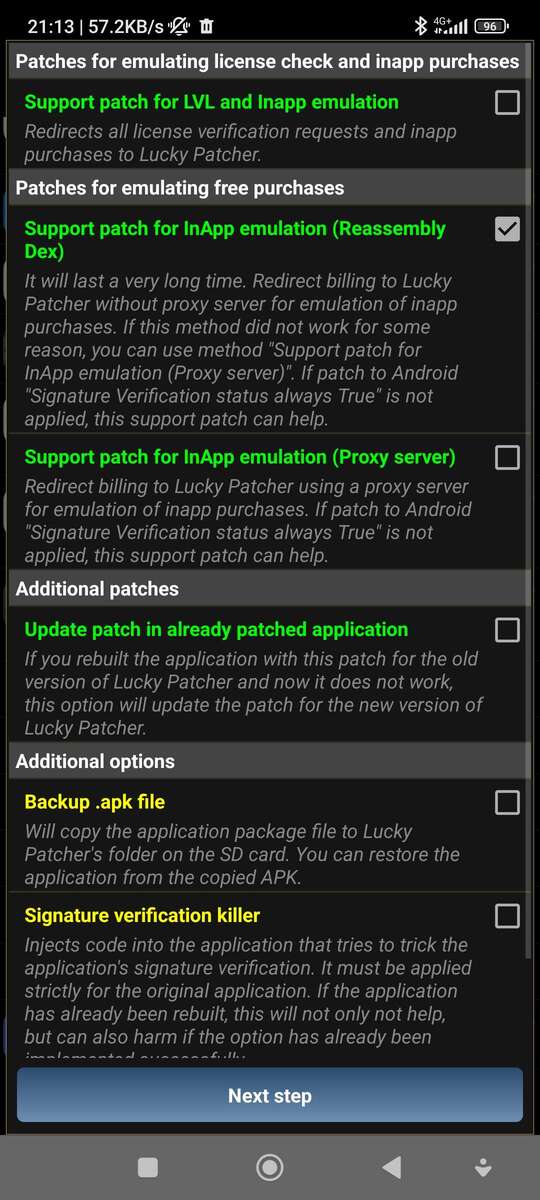 21:13 | 57.2KB/s
4G+
96
Patches for emulating license check and inapp purchases
Support patch for LVL and Inapp emulation
Redirects all license verification requests and inapp
purchases to Lucky Patcher.
Patches for emulating free purchases
Support patch for InApp emulation (Reassembly
Dex)
It will last a very long time. Redirect billing to Lucky
Patcher without proxy server for emulation of inapp
purchases. If this method did not work for some
reason, you can use method "Support patch for
InApp emulation (Proxy server)". If patch to Android
"Signature Verification status always True" is not
applied, this support patch can help.
Support patch for InApp emulation (Proxy server)
Redirect billing to Lucky Patcher using a proxy server
for emulation of inapp purchases. If patch to Android
"Signature Verification status always True" is not
applied, this support patch can help.
Additional patches
Update patch in already patched application
If you rebuilt the application with this patch for the old
version of Lucky Patcher and now it does not work,
this option will update the patch for the new version of
Lucky Patcher.
Additional options
Backup .apk file
Will copy the application package file to Lucky
Patcher's folder on the SD card. You can restore the
application from the copied APK.
Signature verification killer
Injects code into the application that tries to trick the
application's signature verification. It must be applied
strictly for the original application. If the application
has already been rebuilt, this will not only not help,
but can also harm if the option has already been
implemented successfully.
Next step